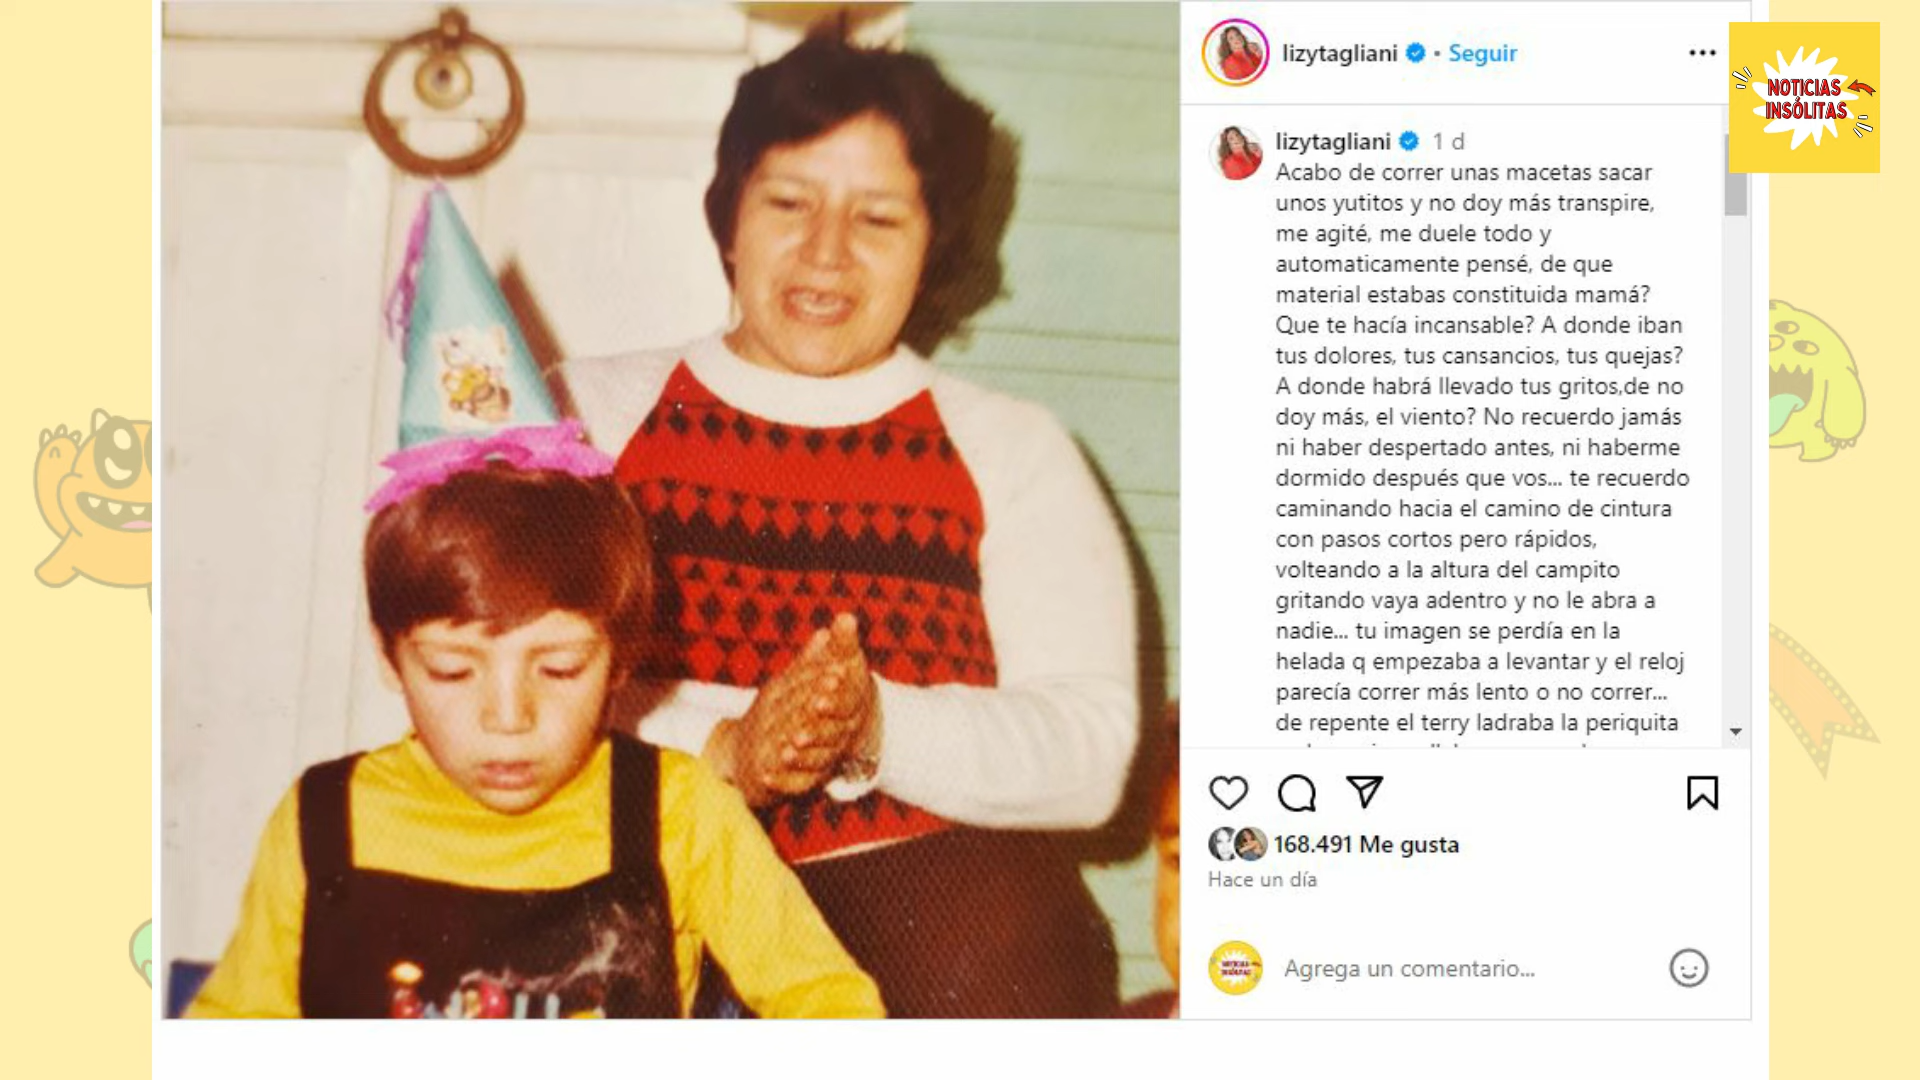 lizytagliani • Seguir
NOTICIAS
INSÓLITAS
lizytagliani 1 d
Acabo de correr unas macetas sacar
unos yutitos y no doy más transpire,
me agité, me duele todo y
automaticamente pensé, de que
material estabas constituida mamá?
Que te hacía incansable? A donde iban
tus dolores, tus cansancios, tus quejas?
A donde habrá llevado tus gritos,de no
doy más, el viento? No recuerdo jamás
ni haber despertado antes, ni haberme
dormido después que vos... te recuerdo
caminando hacia el camino de cintura
con pasos cortos pero rápidos,
volteando a la altura del campito
gritando vaya adentro y no le abra a
nadie... tu imagen se perdía en la
helada q empezaba a levantar y el reloj
parecía correr más lento o no correr...
de repente el terry ladraba la periquita
168.491 Me gusta
Hace un día
NOTICIAS
INSÓLITAS
Agrega un comentario...